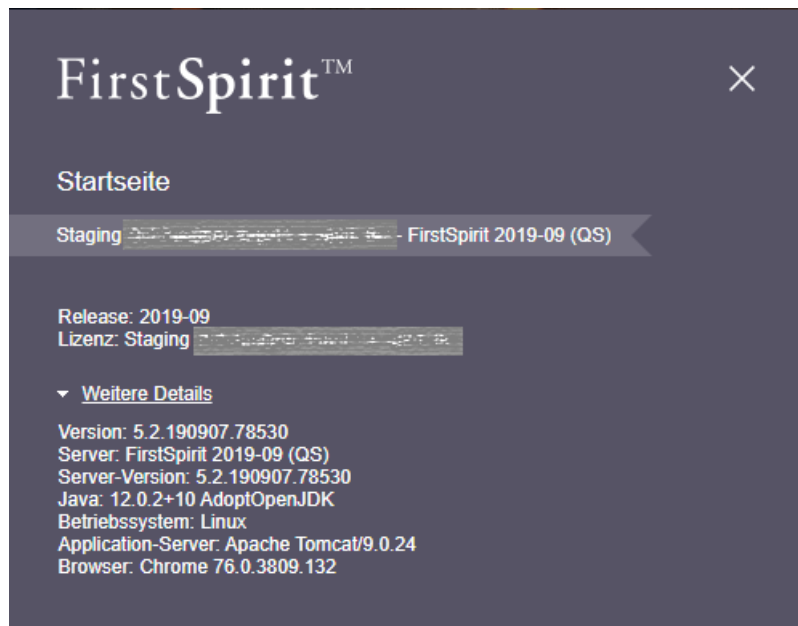 FirstSpirit™
Startseite
Staging - FirstSpirit 2019-09 (QS)
Release: 2019-09
Lizenz: Staging
Weitere Details
Version: 5.2.190907.78530
Server: FirstSpirit 2019-09 (QS)
Server-Version: 5.2.190907.78530
Java: 12.0.2+10 AdoptOpenJDK
Betriebssystem: Linux
Application-Server: Apache Tomcat/9.0.24
Browser: Chrome 76.0.3809.132